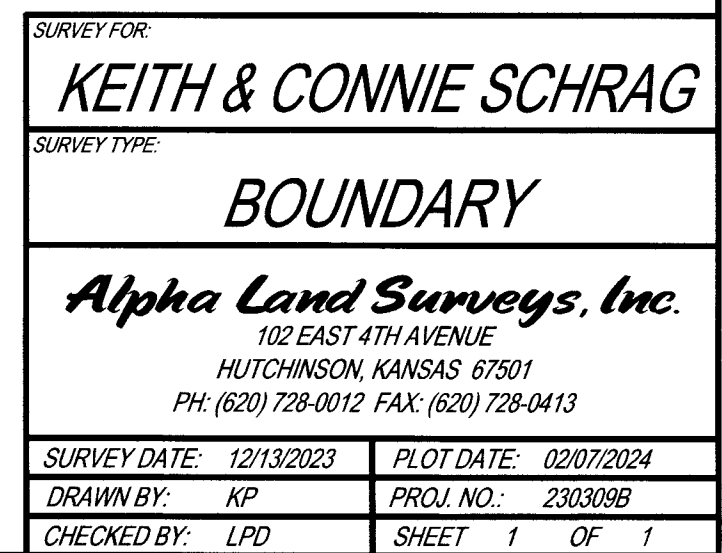 SURVEY FOR:
KEITH & CONNIE SCHRAG
SURVEY TYPE:
BOUNDARY
Alpha Land Surveys, Inc.
102 EAST 4TH AVENUE
HUTCHINSON, KANSAS 67501
PH: (620) 728-0012 FAX: (620) 728-0413
SURVEY DATE: 12/13/2023 PLOT DATE: 02/07/2024
DRAWN BY: KP PROJ. NO.: 230309B
CHECKED BY: LPD SHEET 1 OF 1